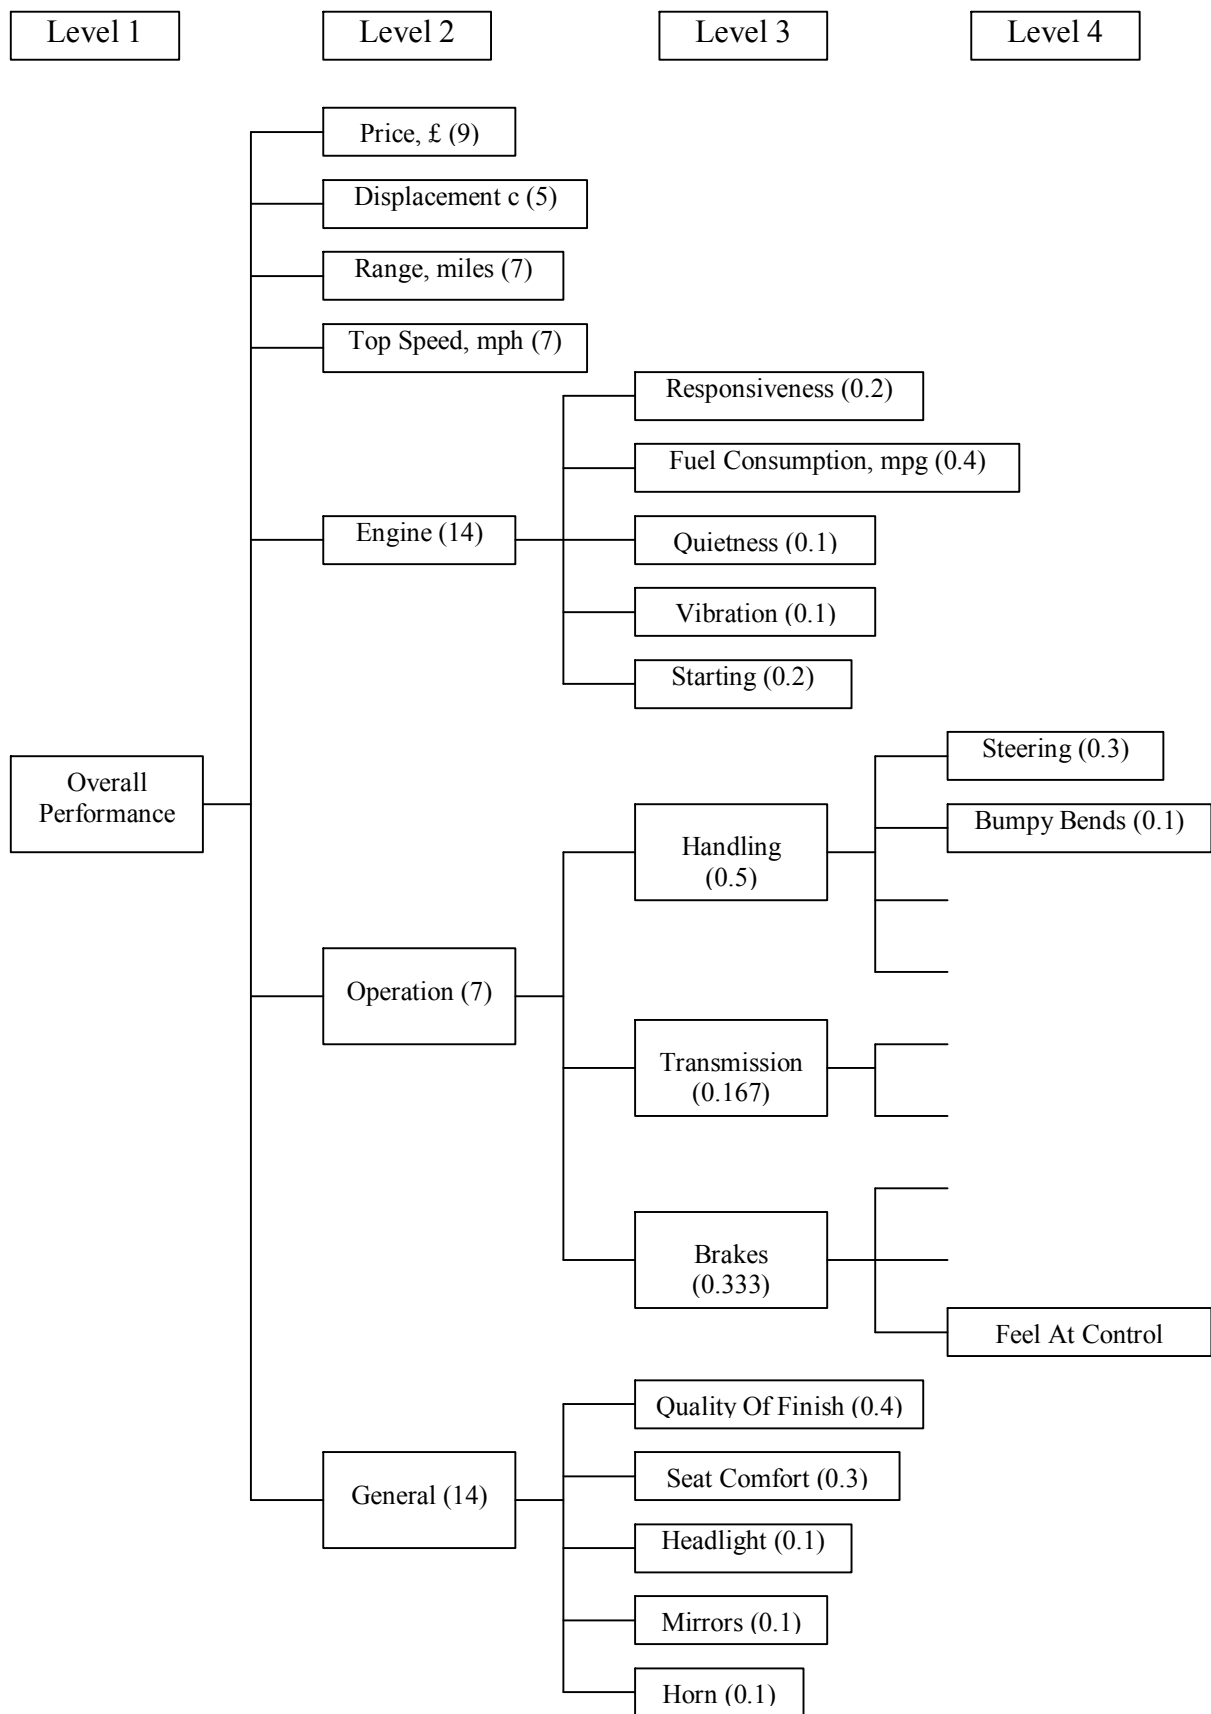 Level 1
Level 2
Level 3
Level 4
Price, £ (9)
Displacement c (5)
Range, miles (7)
Top Speed, mph (7)
Responsiveness (0.2)
Fuel Consumption, mpg (0.4)
Engine (14)
Quietness (0.1)
Vibration (0.1)
Starting (0.2)
Steering (0.3)
Overall
Performance
Bumpy Bends (0.1)
Handling
(0.5)
Operation (7)
Transmission
(0.167)
Brakes
(0.333)
Feel At Control
Quality Of Finish (0.4)
Seat Comfort (0.3)
General (14)
Headlight (0.1)
Mirrors (0.1)
Horn (0.1)